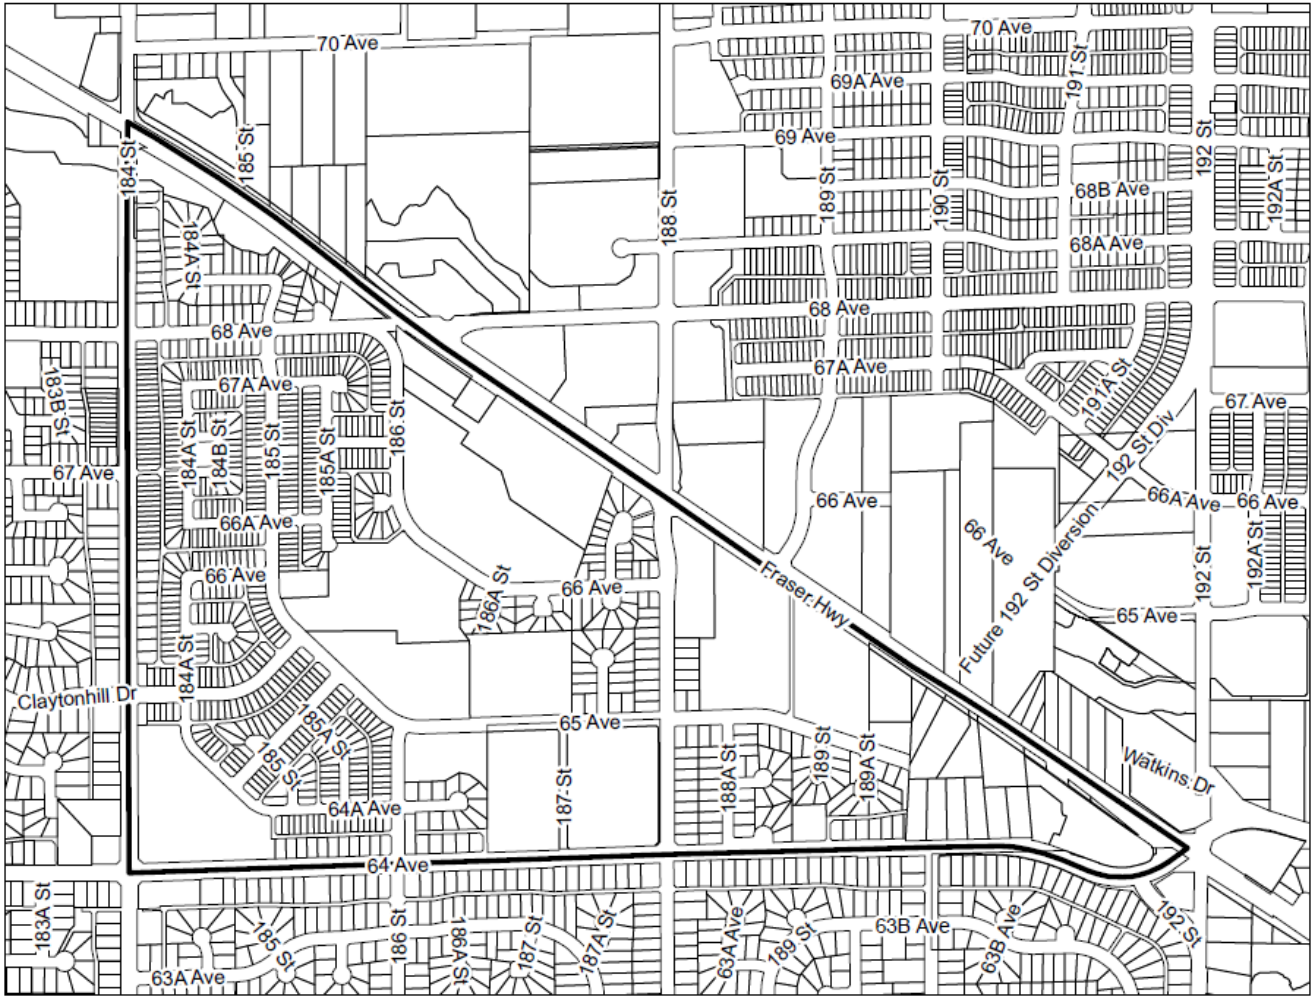 70 Ave
70 Ave
191 St
69A Ave
184 St
185 St
69 Ave
192 St
188 St
189 St
190 St
68B Ave
192A St
184A St
68A Ave
68 Ave
68 Ave
67A Ave
67A Ave
191A St
183B St
67 Ave
186 St
184A St
184B St
185 St
185A St
192 St Div
67 Ave
66 Ave
66A Ave
66 Ave
66A Ave
66 Ave
66 Ave
Future 192 St Diversion
192 St
192A St
186A St
66 Ave
Fraser Hwy
65 Ave
184A St
Claytonhill Dr
65 Ave
185A St
185 St
187 St
188A St
189 St
189A St
Watkins Dr
64A Ave
64 Ave
183A St
185 St
186 St
186A St
187 St
187A St
63A Ave
189 St
63B Ave
63B Ave
192 St
63A Ave